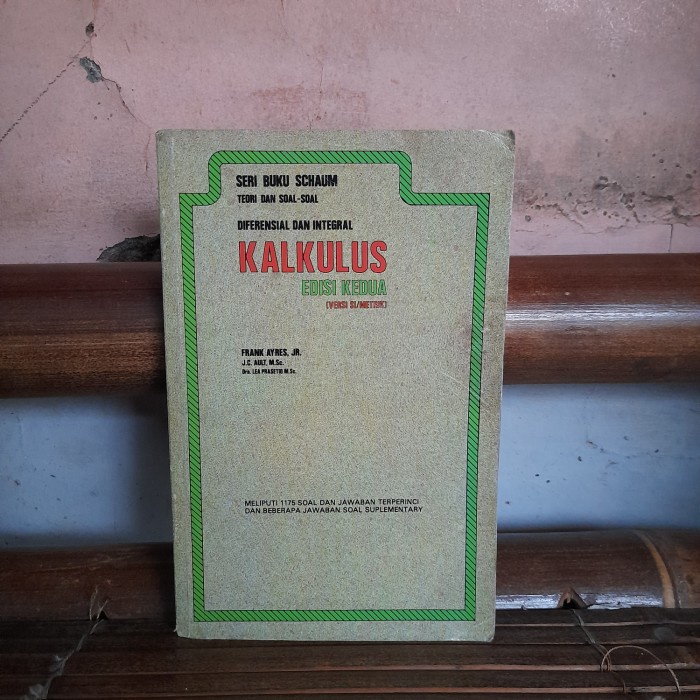 SERI BUKU SCHAUM
TEORI DAN SOAL-SOAL
DIFERENSIAL DAN INTEGRAL
KALKULUS
EDISI KEDUA
(VERSI SI/METRIK)
FRANK AYRES, JR.
J.C. AULT, M.Sc.
Dra. LEA PRASETIO M.Sc.
MELIPUTI 1175 SOAL DAN JAWABAN TERPERINCI
DAN BEBERAPA JAWABAN SOAL SUPLEMENTARY